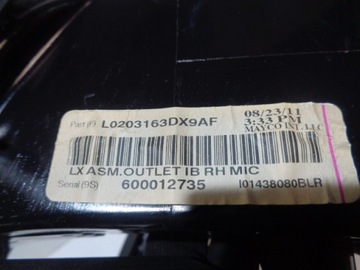 Part (P) L0203163DX9AF
08/23/11
3:33 PM
MAYCO INT. LLC
LX ASM.OUTLET IB RH MIC
Serial (9S) 600012735 I01438080BLR